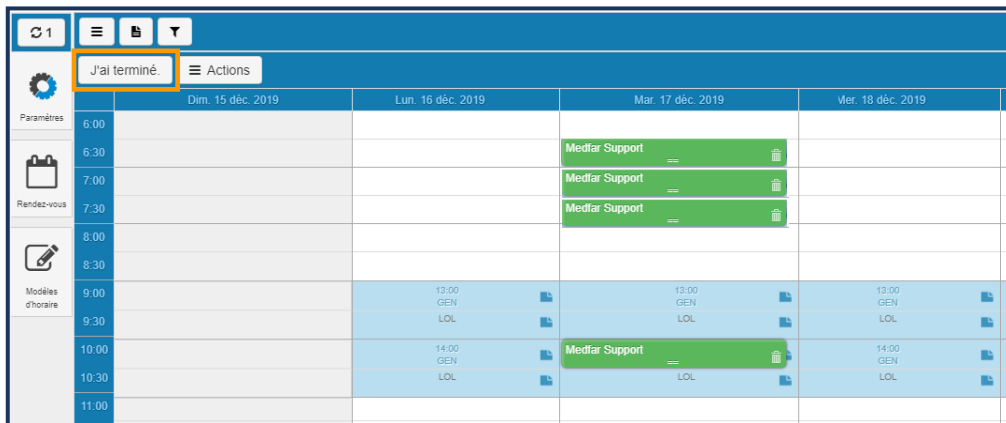 1
J'ai terminé.
Actions
Paramètres
Rendez-vous
Modèles
d'horaire
Dim. 15 déc. 2019
Lun. 16 déc. 2019
Mar. 17 déc. 2019
Mer. 18 déc. 2019
6:00
6:30
Medfar Support
7:00
Medfar Support
7:30
Medfar Support
8:00
8:30
9:00
13:00
GEN
13:00
GEN
13:00
GEN
9:30
LOL
LOL
LOL
10:00
14:00
GEN
Medfar Support
14:00
GEN
10:30
LOL
LOL
LOL
11:00